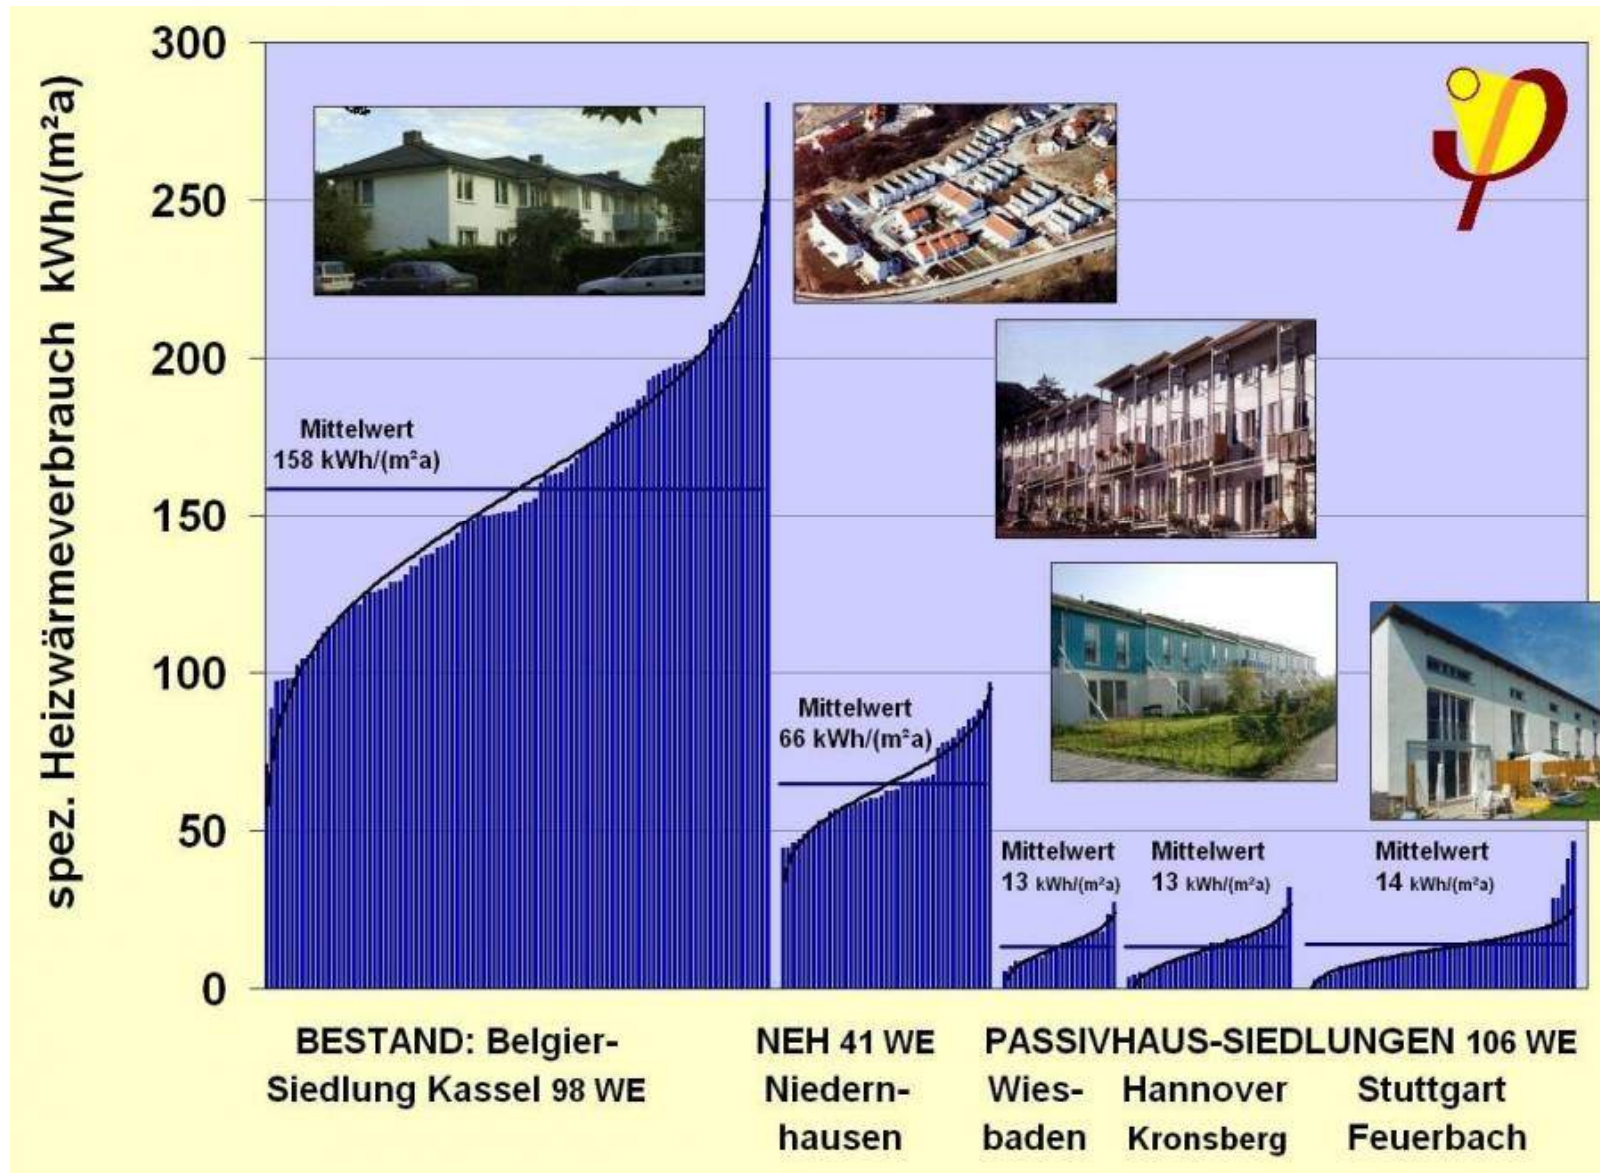 spez. Heizwärmeverbrauch kWh/(m²a)
300
250
200
150
100
50
0
Mittelwert
158 kWh/(m²a)
Mittelwert
66 kWh/(m²a)
Mittelwert
13 kWh/(m²a)
Mittelwert
13 kWh/(m²a)
Mittelwert
14 kWh/(m²a)
BESTAND: Belgier-
Siedlung Kassel 98 WE
NEH 41 WE
Niedern-
hausen
PASSIVHAUS-SIEDLUNGEN 106 WE
Wies-
baden
Hannover
Kronsberg
Stuttgart
Feuerbach